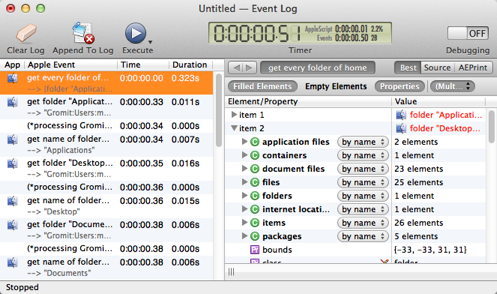 Untitled — Event Log
Clear Log
Append To Log
Execute
0:00:00:51
AppleScript 0:00:00.01 2.2%
Events 0:00:00.50 28
Timer
OFF
Debugging
App Apple Event Time Duration
get every folder of... 0:00:00.00 0.323s
--> {folder "Applicati...
get folder "Applicat... 0:00:00.33 0.011s
--> "Gromit:Users:m...
(*processing Gromi... 0:00:00.34 0.000s
get name of folder... 0:00:00.34 0.007s
--> "Applications"
(*processing Gromi... 0:00:00.34 0.000s
get folder "Desktop... 0:00:00.35 0.016s
--> "Gromit:Users:m...
(*processing Gromi... 0:00:00.36 0.000s
get name of folder... 0:00:00.36 0.015s
--> "Desktop"
get folder "Docume... 0:00:00.38 0.006s
--> "Gromit:Users:m...
(*processing Gromi... 0:00:00.38 0.000s
get name of folder... 0:00:00.38 0.006s
--> "Documents"
get every folder of home
Best Source AEPrint
Filled Elements Empty Elements Properties (Mult...
Element/Property Value
item 1 folder "Applicati...
item 2 folder "Desktop...
C application files by name 2 elements
C containers by name 1 element
C document files by name 23 elements
C files by name 25 elements
C folders by name 1 element
C internet locati... by name 1 element
C items by name 26 elements
C packages by name 5 elements
bounds {-33, -33, 31, 31}
class folder
Stopped